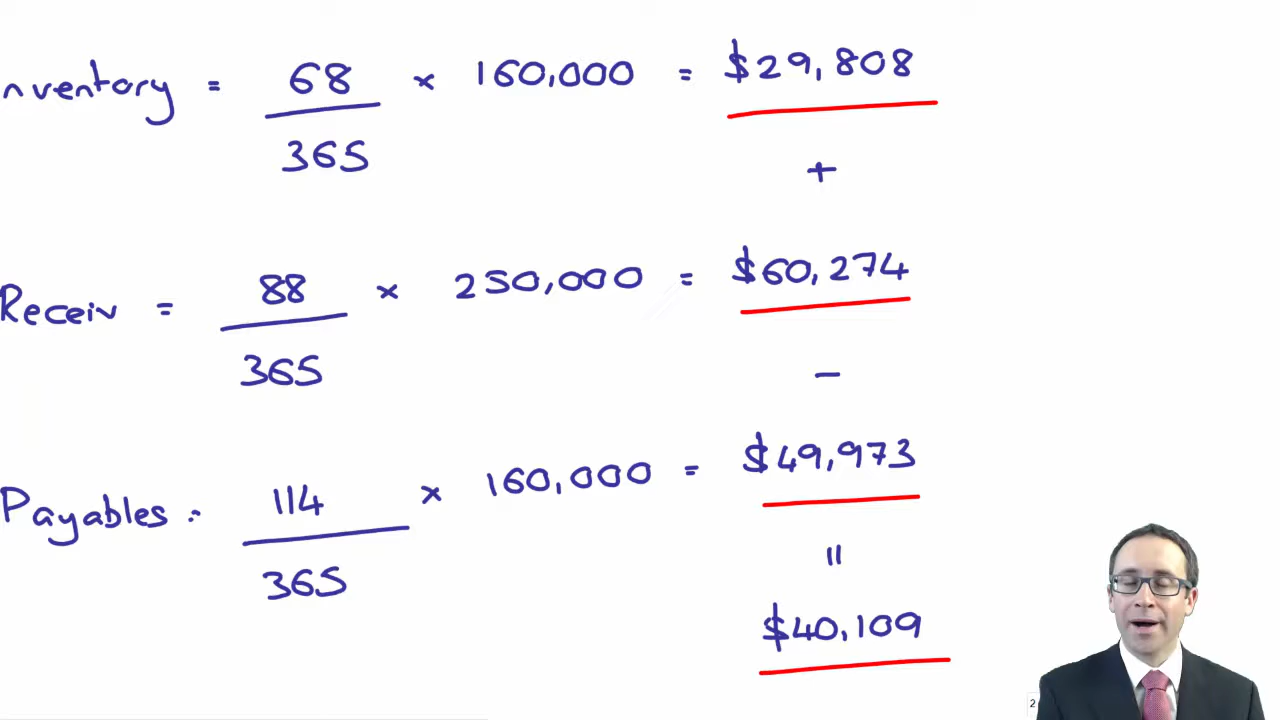 nventory = 68 × 160,000 = $29,808
365
+
Receiv = 88 × 250,000 = $60,274
365
−
Payables = 114 × 160,000 = $49,973
365
=
$40,109
2